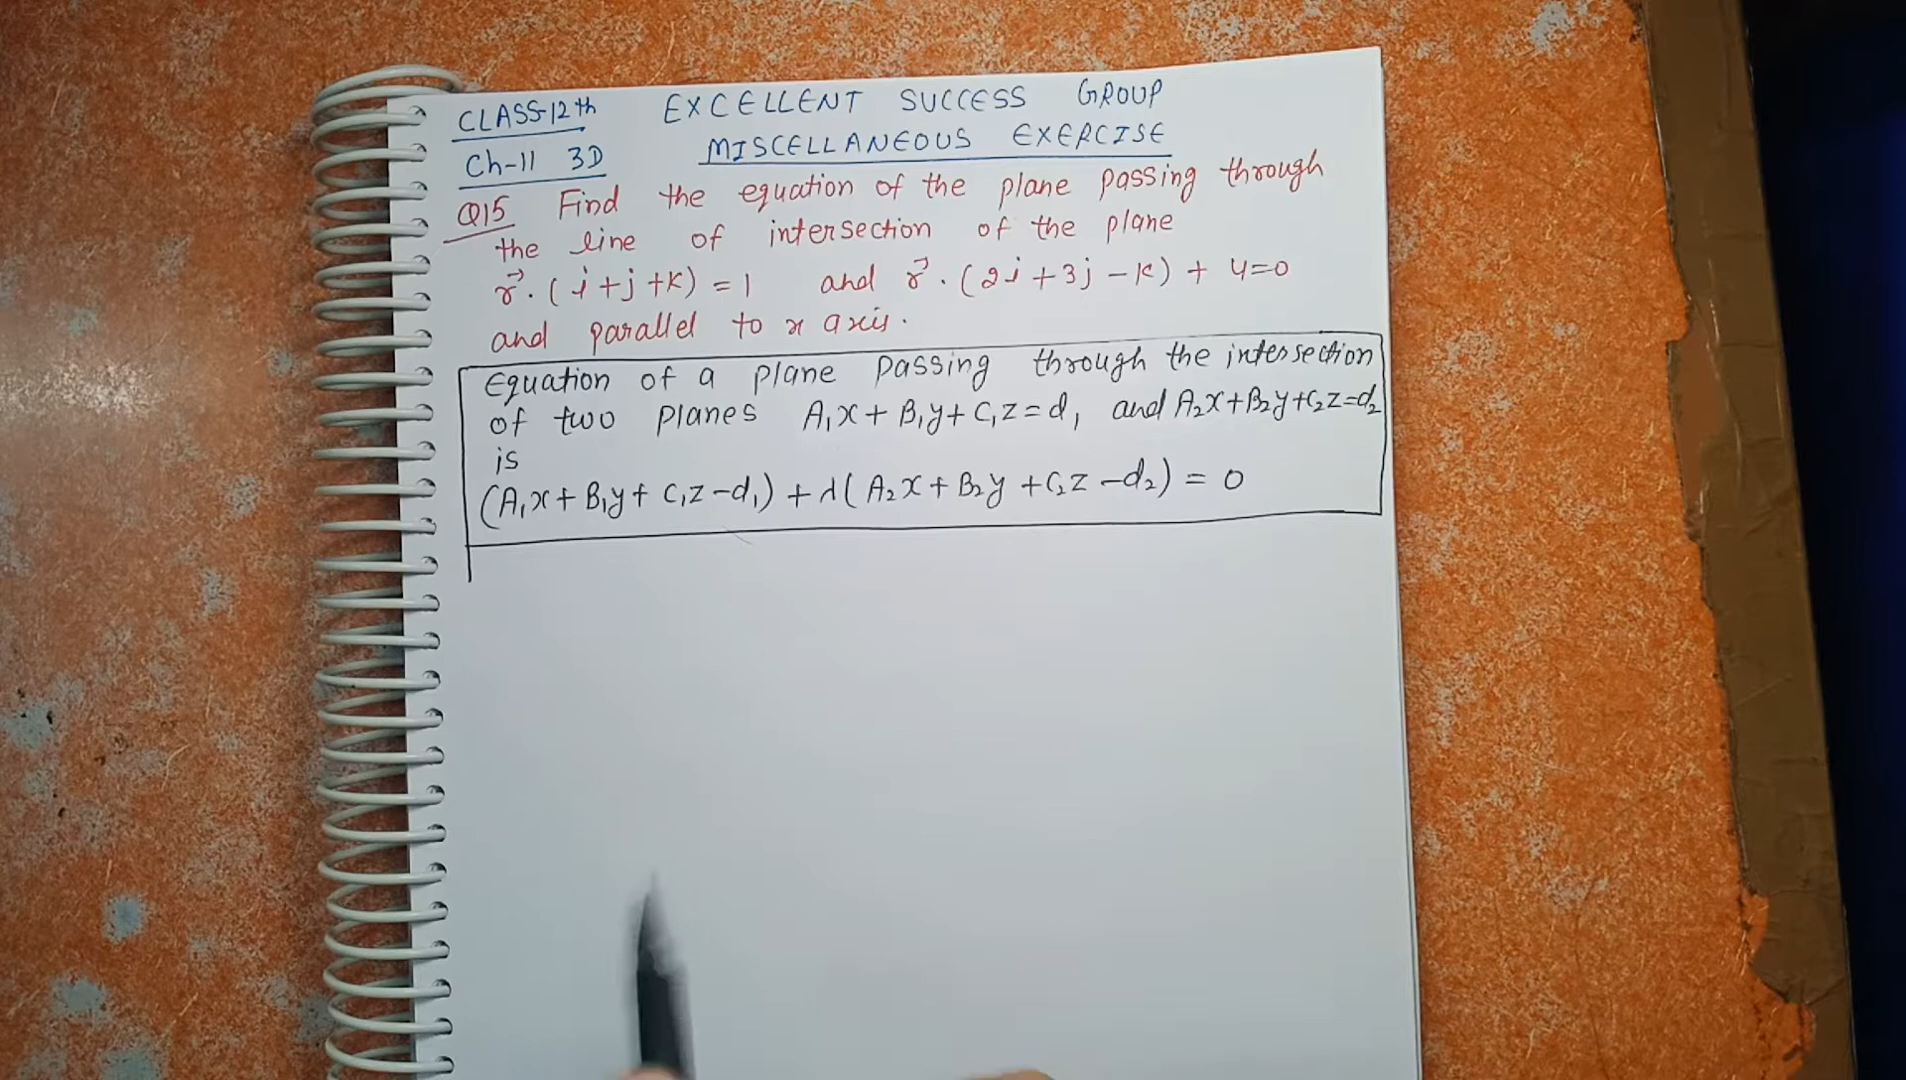 CLASS-12th EXCELLENT SUCCESS GROUP
Ch-11 3D MISCELLANEOUS EXERCISE
Q15 Find the equation of the plane passing through
the line of intersection of the plane
r⃗.(i+j+k) = 1 and r⃗.(2i+3j-k) + 4=0
and parallel to x axis.
Equation of a plane passing through the intersection
of two planes A₁x+B₁y+C₁z=d₁ and A₂x+B₂y+C₂z=d₂
is
(A₁x+B₁y+C₁z-d₁)+λ(A₂x+B₂y+C₂z-d₂) = 0